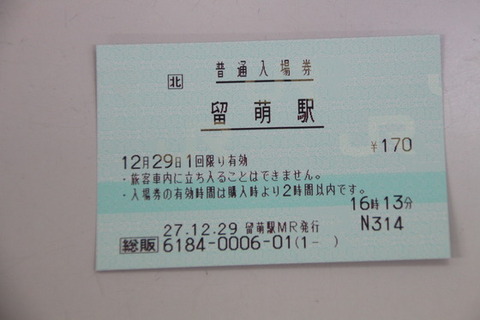 北 普通入場券
留萌駅
¥170
12月29日1回限り有効
・旅客車内に立ち入ることはできません。
・入場券の有効時間は購入時より2時間以内です。
16時13分
27.12.29 留萌駅MR発行 N314
総販 6184-0006-01(1- )